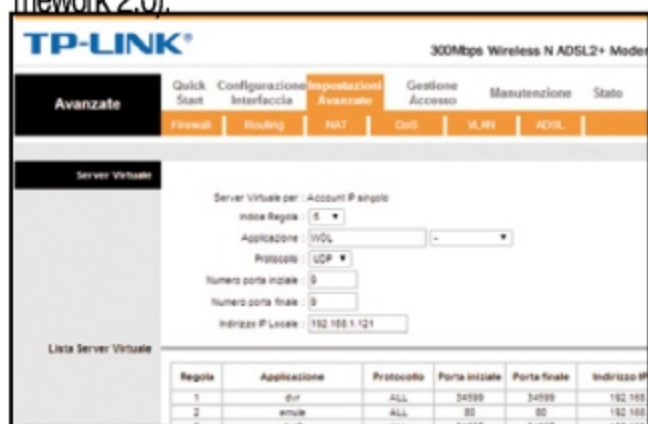 mework 2.0).
TP-LINK®
300Mbps Wireless N ADSL2+ Moder
Avanzate
Quick Start
Configurazione Interfaccia
Impostazioni Avanzate
Gestione Accesso
Manutenzione
Stato
Firewall
Routing
NAT
QoS
VLAN
ADSL
Server Virtuale
Server Virtuale per : Account IP singolo
Indice Regola : 5
Applicazione : WOL -
Protocollo : UDP
Numero porta iniziale : 9
Numero porta finale : 9
Indirizzo IP Locale : 192.168.1.121
Lista Server Virtuale
Regola Applicazione Protocollo Porta iniziale Porta finale Indirizzo IP
1 dvr ALL 34599 34599 192.168.
2 emule ALL 80 80 192.168.